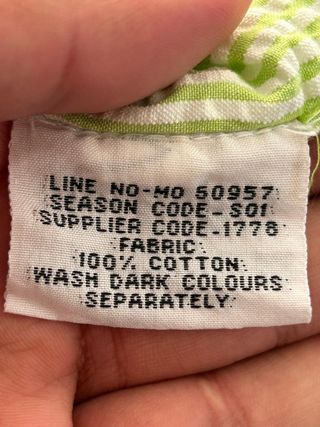 LINE NO-MO 50957
SEASON CODE-S01
SUPPLIER CODE-1778
FABRIC
100% COTTON
WASH DARK COLOURS
SEPARATELY